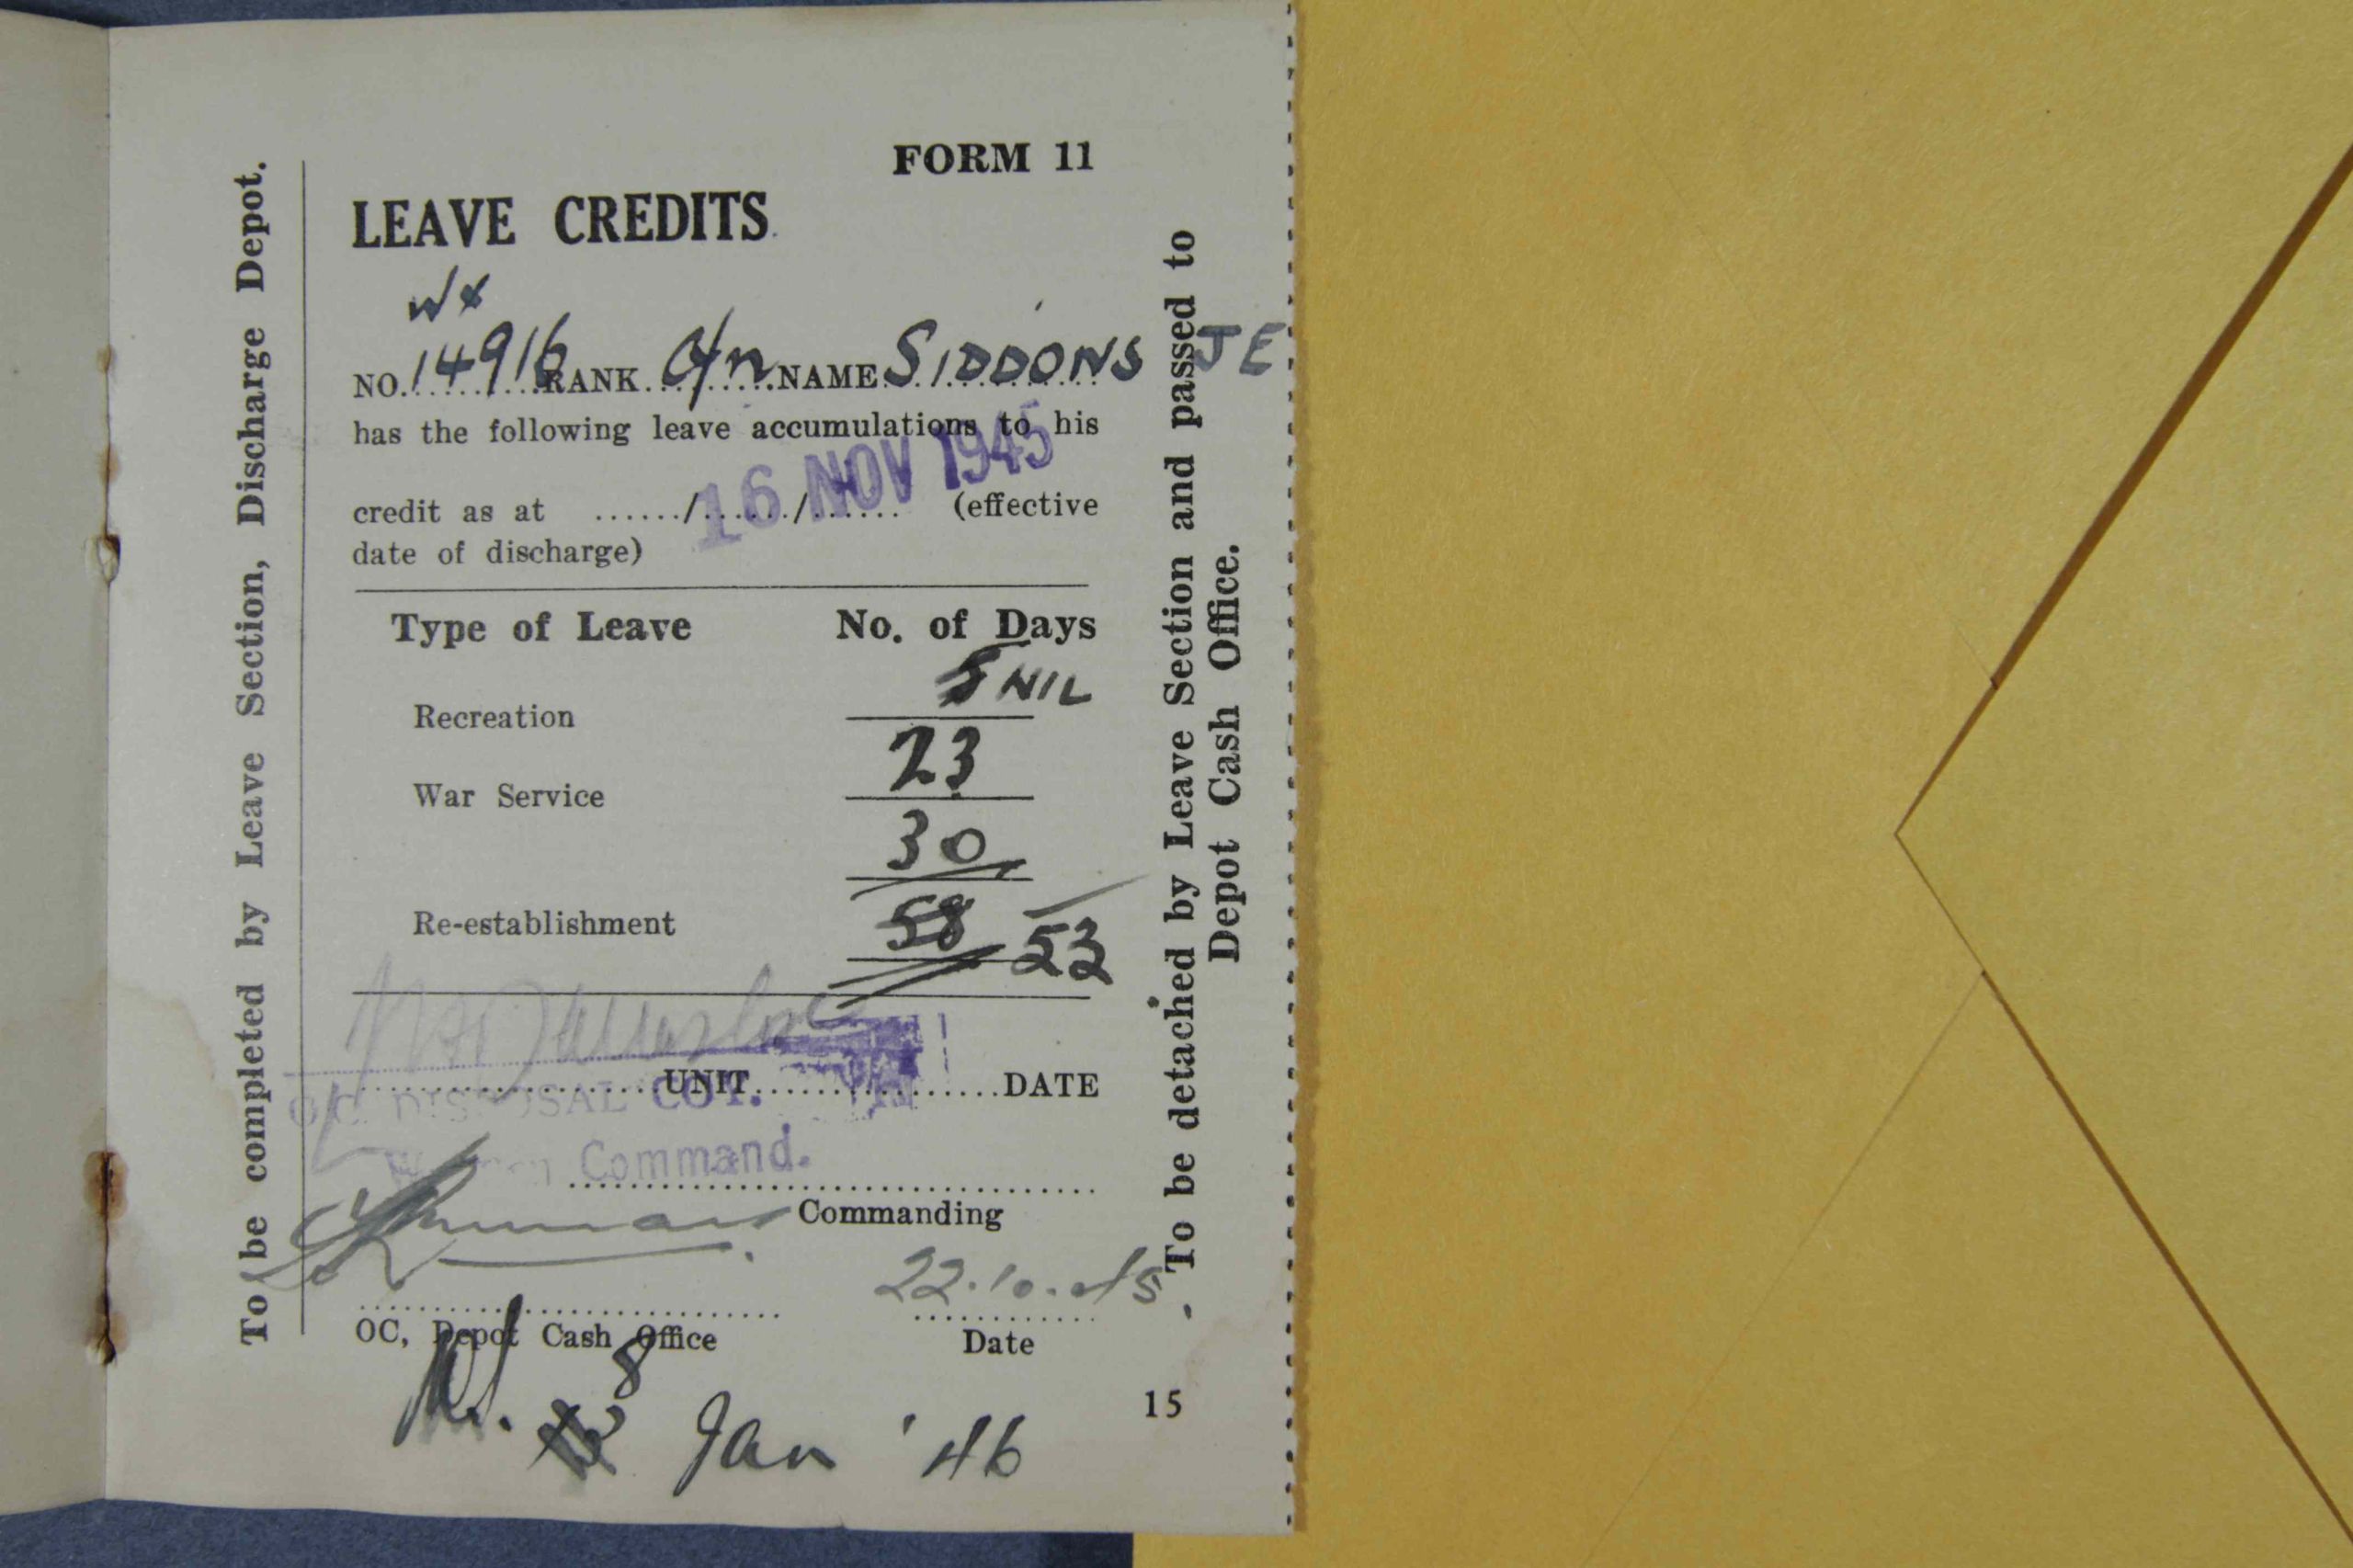 To be completed by Leave Section, Discharge Depot.
FORM 11
LEAVE CREDITS
WX
NO. 14916 RANK C/n NAME SIDDONS JE
has the following leave accumulations to his
16 NOV 1945
credit as at ....../....../...... (effective
date of discharge)
Type of Leave No. of Days
Recreation 5 NIL
War Service 23
30
Re-establishment 58 53
UNIT DATE
O/C DISPOSAL COY.
Command.
Commanding
22.10.45
OC, Depot Cash Office Date
8
Jan '46
15
To be detached by Leave Section and passed to
Depot Cash Office.